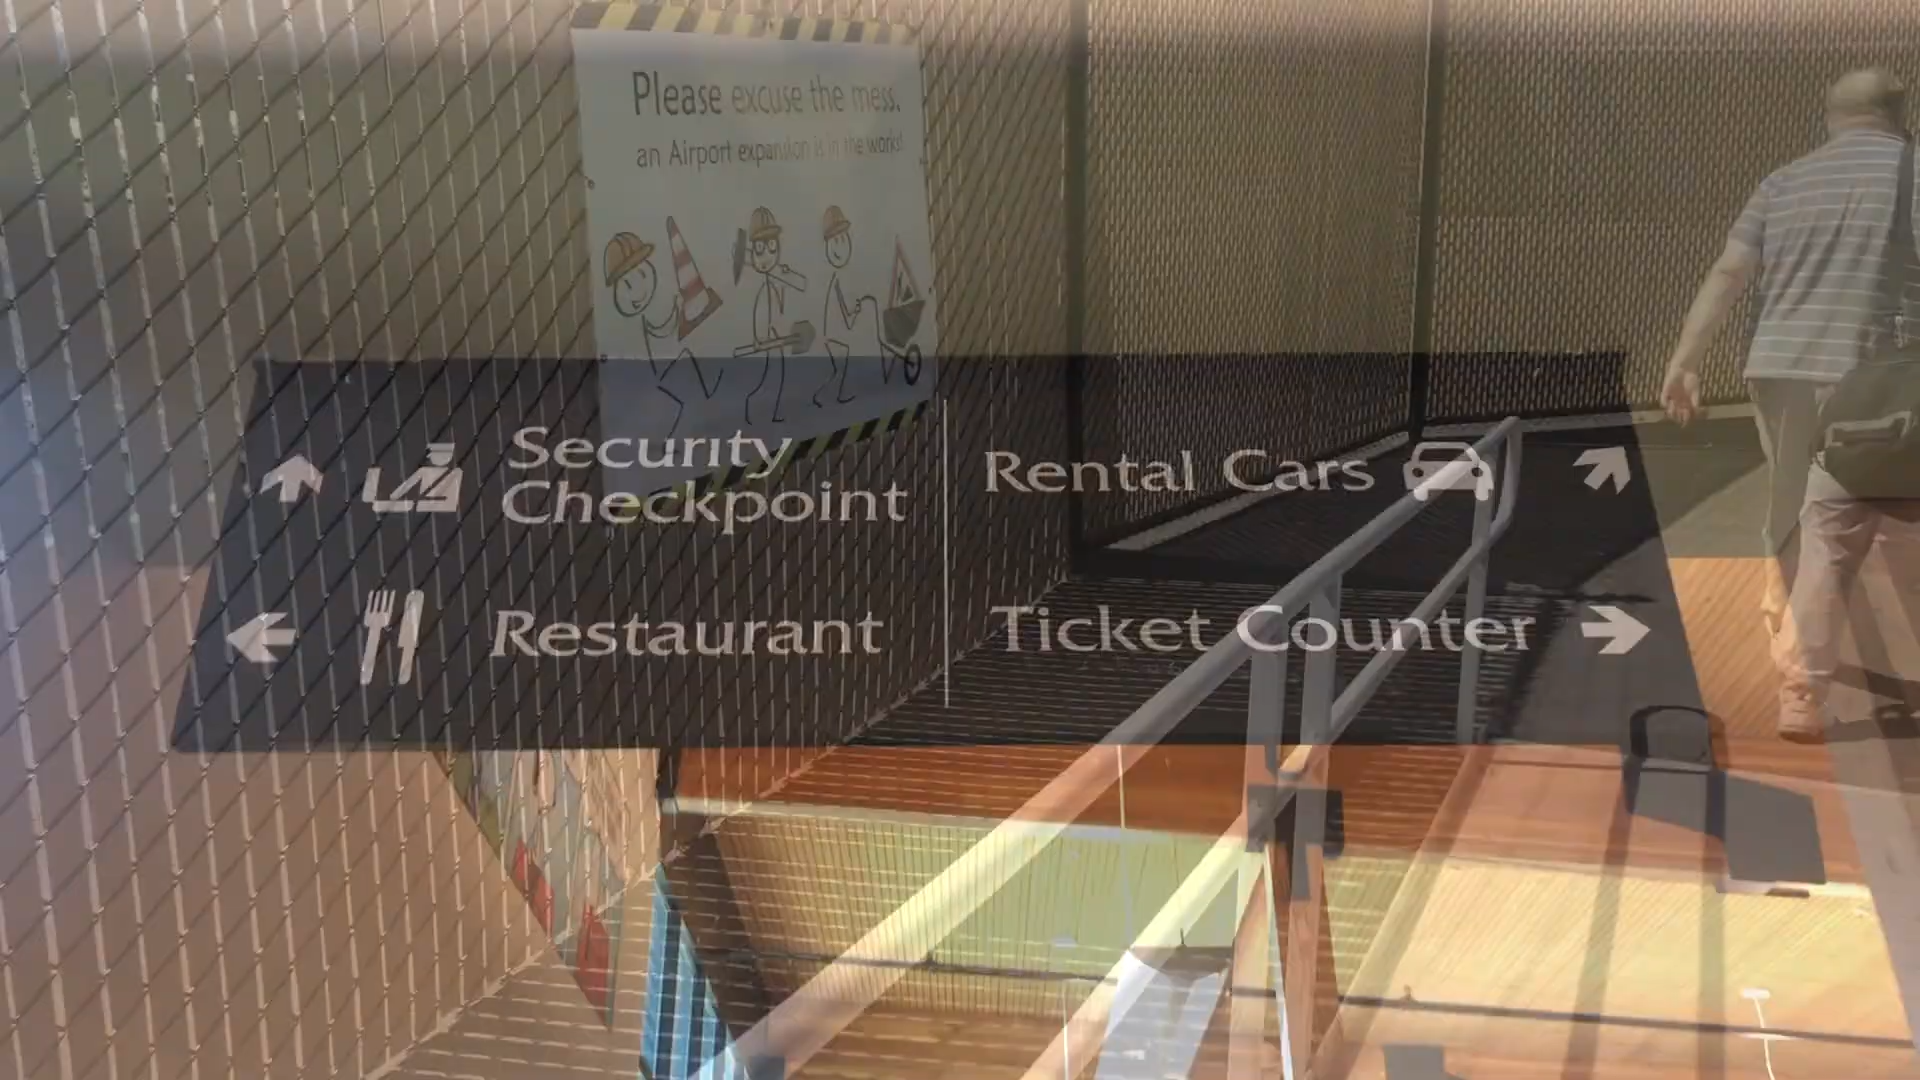 Please excuse the mess,
an Airport expansion is in the works!
Security
Checkpoint
Rental Cars
Restaurant
Ticket Counter